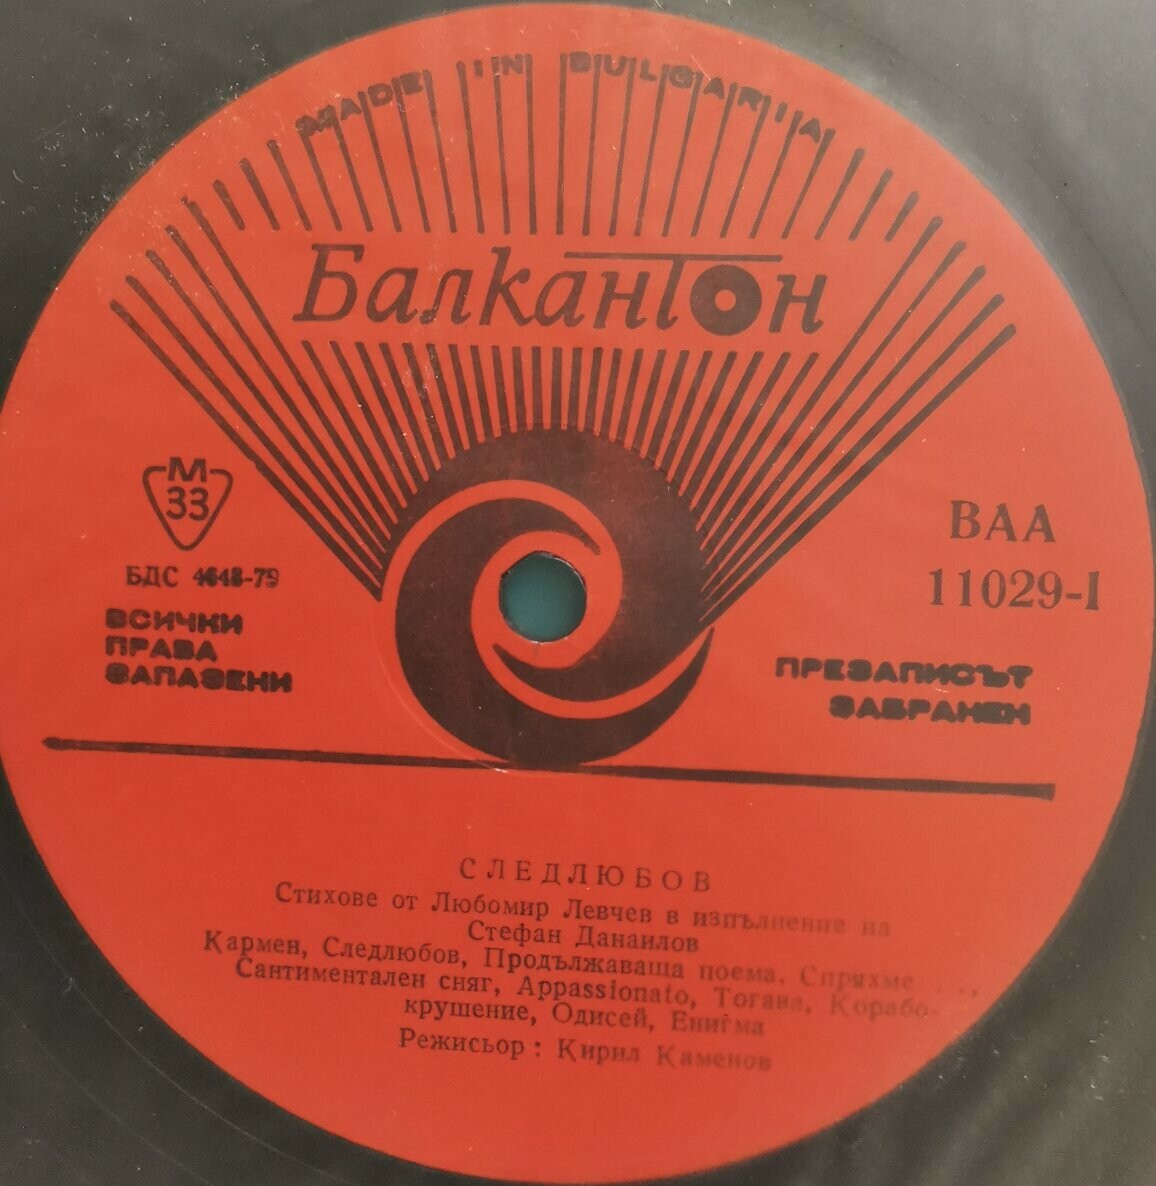 MADE IN BULGARIA
Балкантон
М
33
БДС 4648-79
ВСИЧКИ
ПРАВА
ЗАПАЗЕНИ
ВАА
11029-I
ПРЕЗАПИСЪТ
ЗАБРАНЕН
СЛЕДЛЮБОВ
Стихове от Любомир Левчев в изпълнение на
Стефан Данаилов
Кармен, Следлюбов, Продължаваща поема. Спряхме . . .,
Сантиментален сняг, Appassionato, Тогава, Корабо-
крушение, Одисей, Енигма
Режисьор : Кирил Каменов